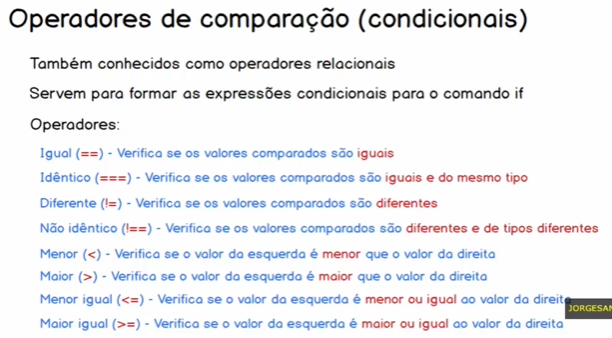 Operadores de comparação (condicionais)
Também conhecidos como operadores relacionais
Servem para formar as expressões condicionais para o comando if
Operadores:
Igual (==) - Verifica se os valores comparados são iguais
Idêntico (===) - Verifica se os valores comparados são iguais e do mesmo tipo
Diferente (!=) - Verifica se os valores comparados são diferentes
Não idêntico (!==) - Verifica se os valores comparados são diferentes e de tipos diferentes
Menor (<) - Verifica se o valor da esquerda é menor que o valor da direita
Maior (>) - Verifica se o valor da esquerda é maior que o valor da direita
Menor igual (<=) - Verifica se o valor da esquerda é menor ou igual ao valor da direita
Maior igual (>=) - Verifica se o valor da esquerda é maior ou igual ao valor da direita